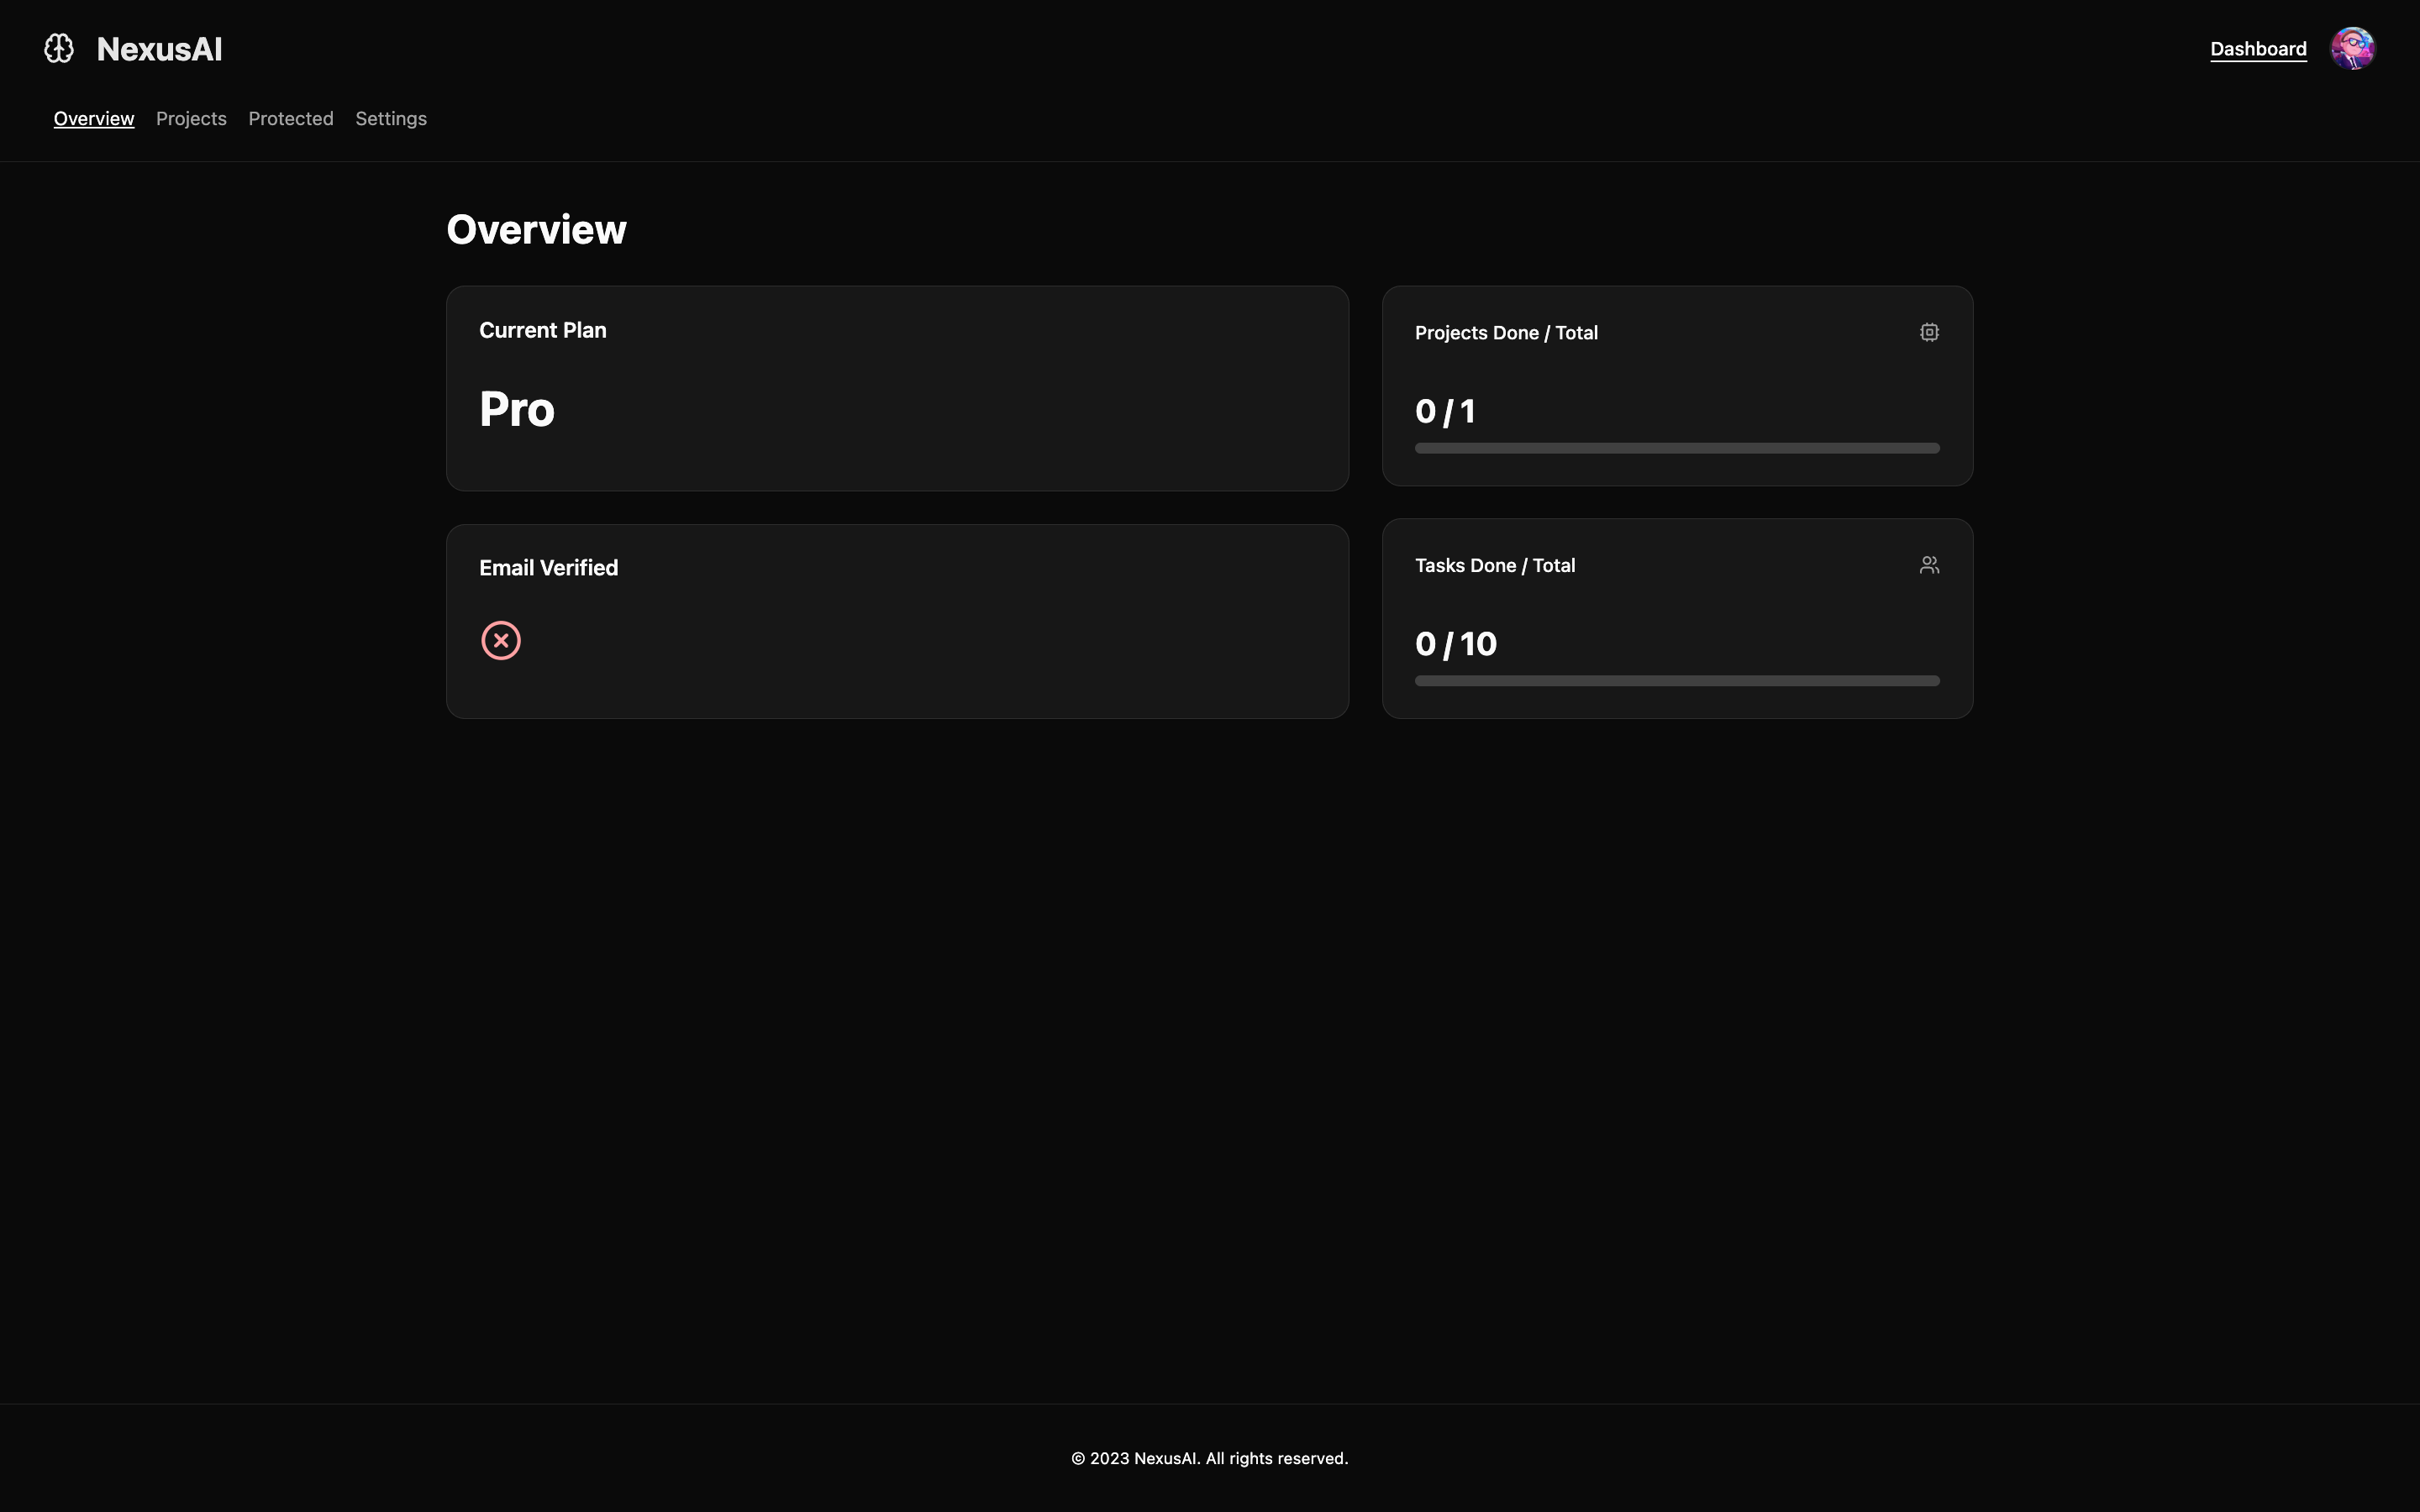 NexusAI
Dashboard
Overview
Projects
Protected
Settings
Overview
Current Plan
Pro
Projects Done / Total
0 / 1
Email Verified
Tasks Done / Total
0 / 10
© 2023 NexusAI. All rights reserved.